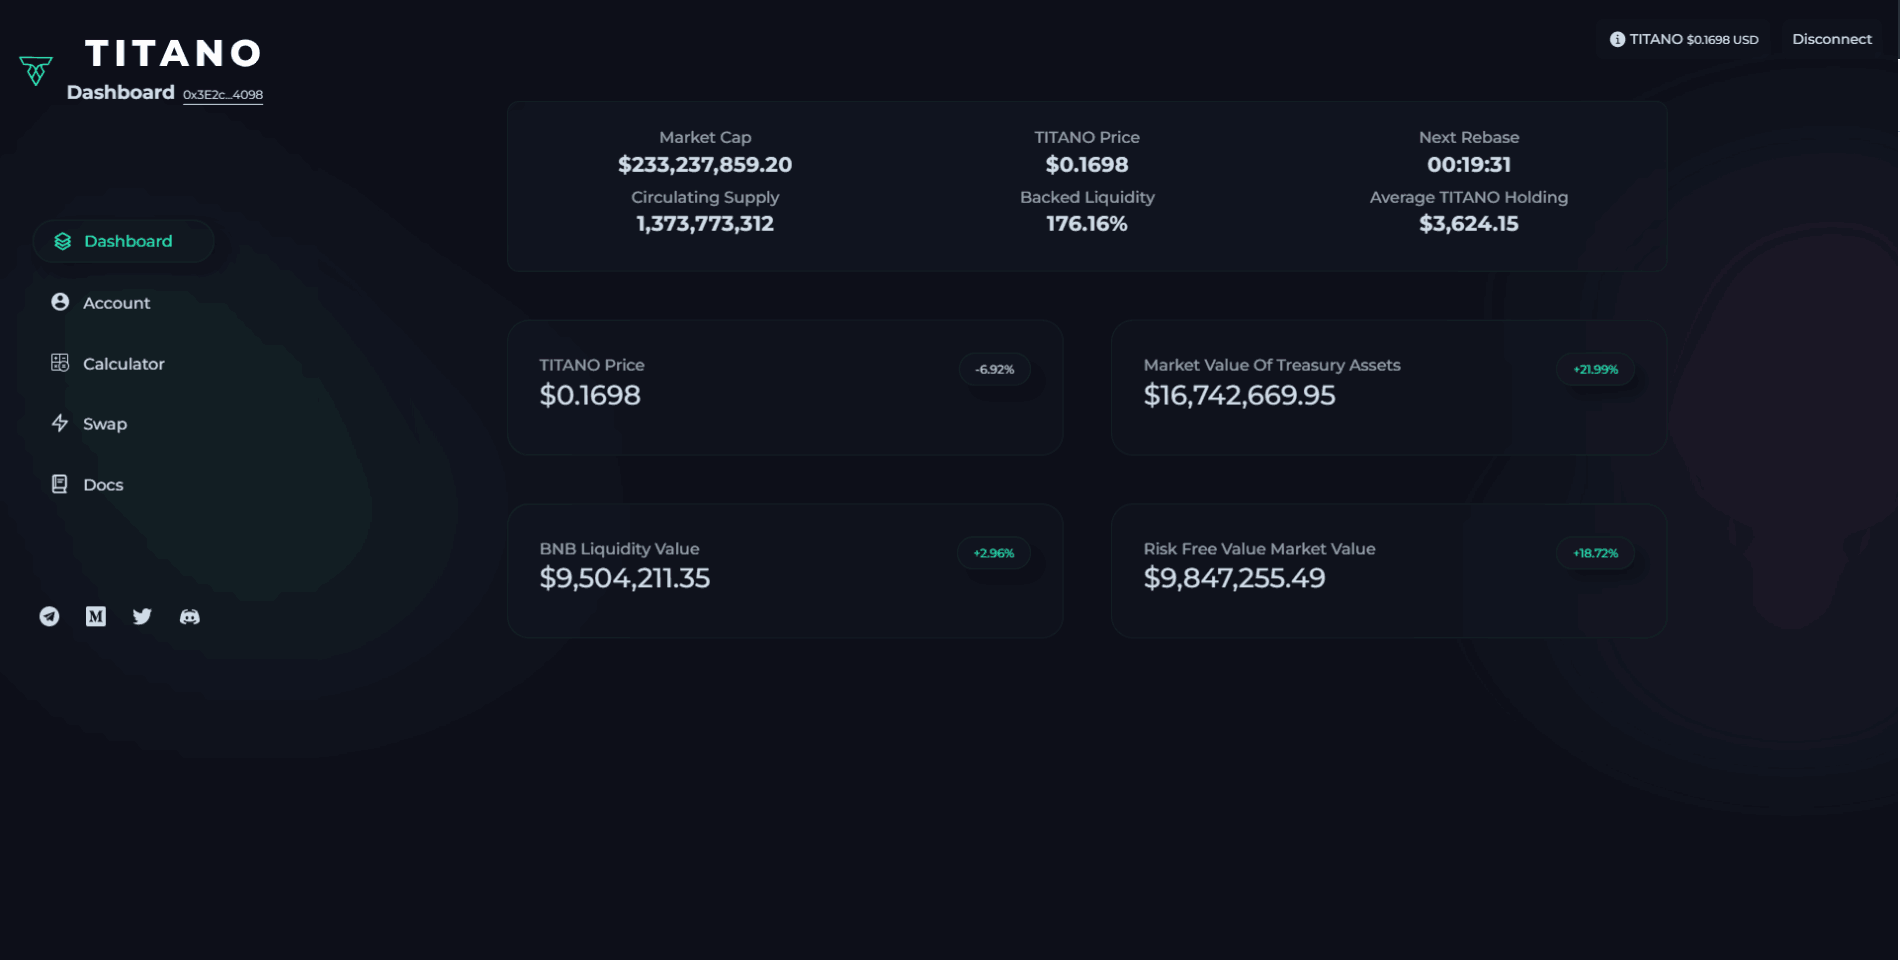 TITANO
Dashboard 0x3E2c...4098
TITANO $0.1698 USD
Disconnect
Dashboard
Account
Calculator
Swap
Docs
Market Cap
$233,237,859.20
Circulating Supply
1,373,773,312
TITANO Price
$0.1698
Backed Liquidity
176.16%
Next Rebase
00:19:31
Average TITANO Holding
$3,624.15
TITANO Price
$0.1698
-6.92%
Market Value Of Treasury Assets
$16,742,669.95
+21.99%
BNB Liquidity Value
$9,504,211.35
+2.96%
Risk Free Value Market Value
$9,847,255.49
+18.72%